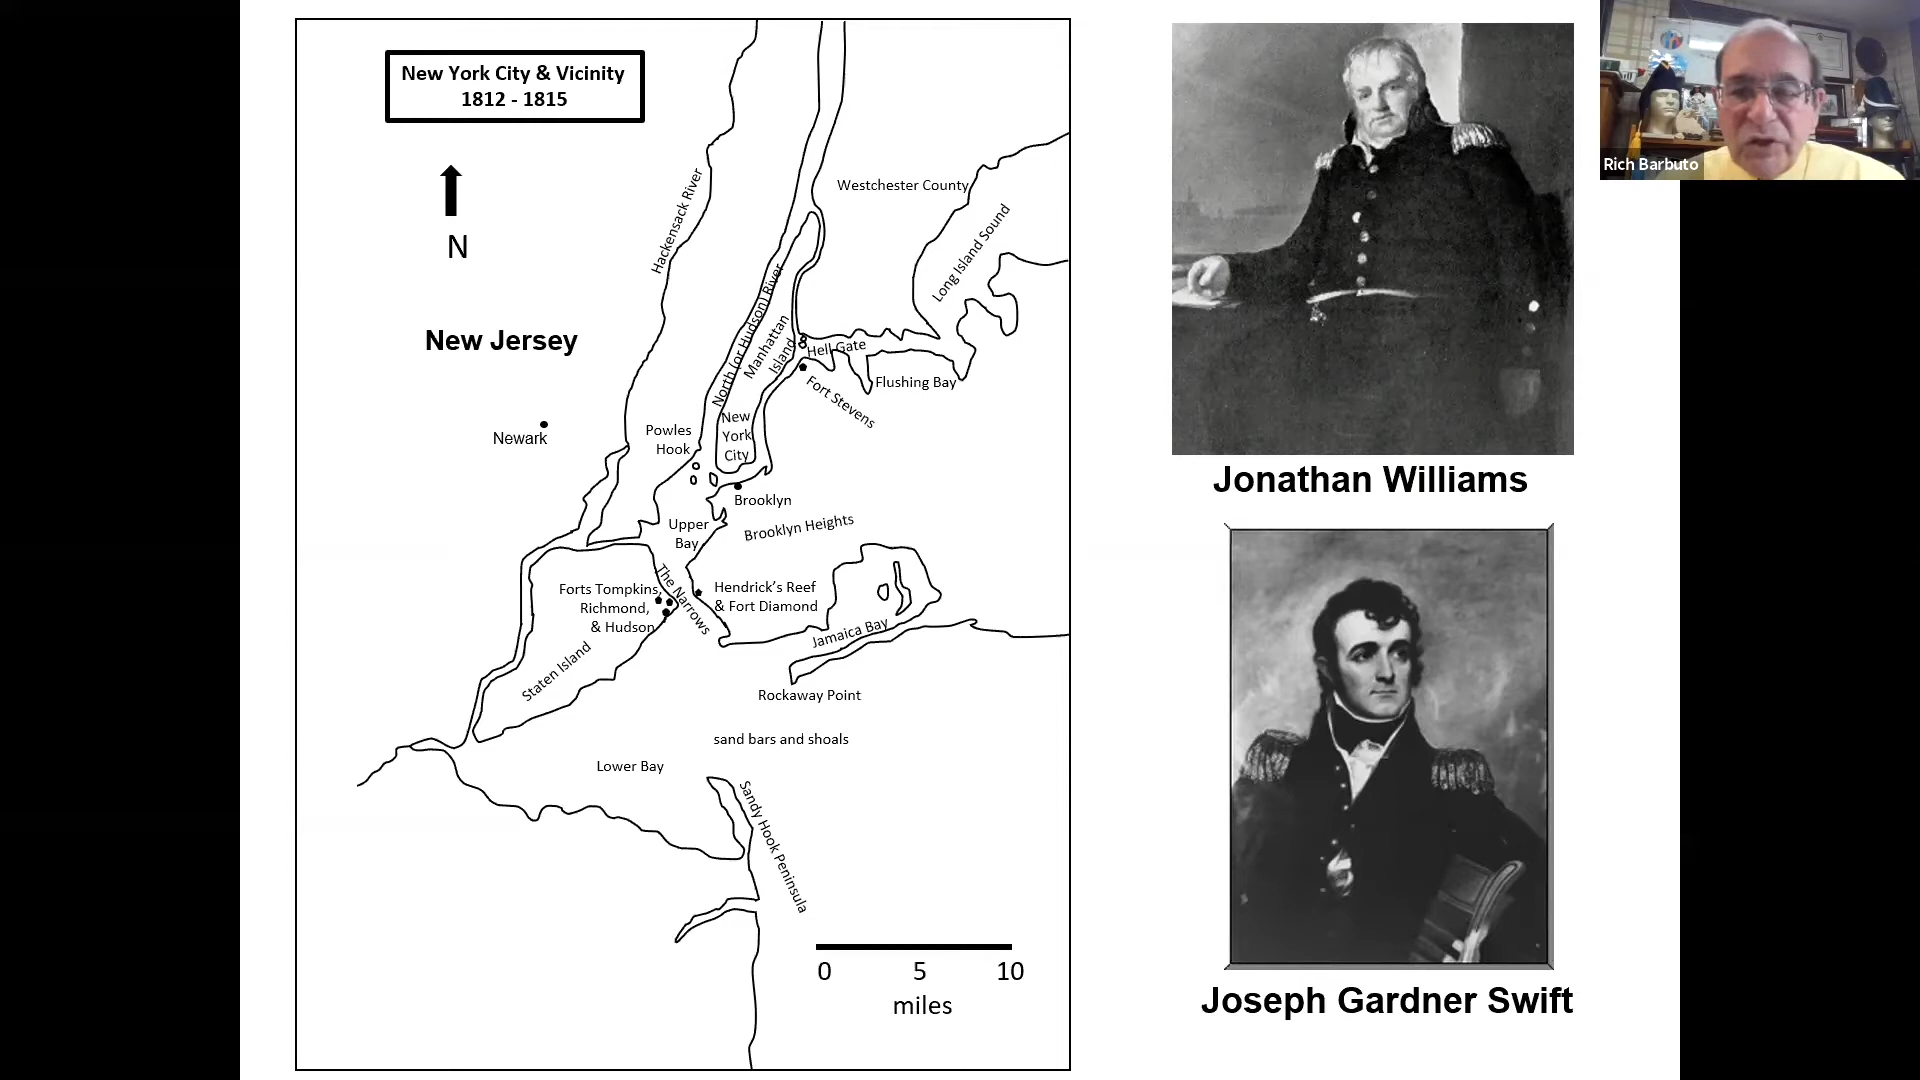 New York City & Vicinity
1812 - 1815
N
Hackensack River
Westchester County
Long Island Sound
New Jersey
North (or Hudson) River
Manhattan
Island
Hell Gate
Flushing Bay
Fort Stevens
Newark
Powles
Hook
New
York
City
Brooklyn
Upper
Bay
Brooklyn Heights
The Narrows
Forts Tompkins,
Richmond,
& Hudson
Hendrick's Reef
& Fort Diamond
Jamaica Bay
Staten Island
Rockaway Point
sand bars and shoals
Lower Bay
Sandy Hook Peninsula
0 5 10
miles
Jonathan Williams
Joseph Gardner Swift
Rich Barbuto